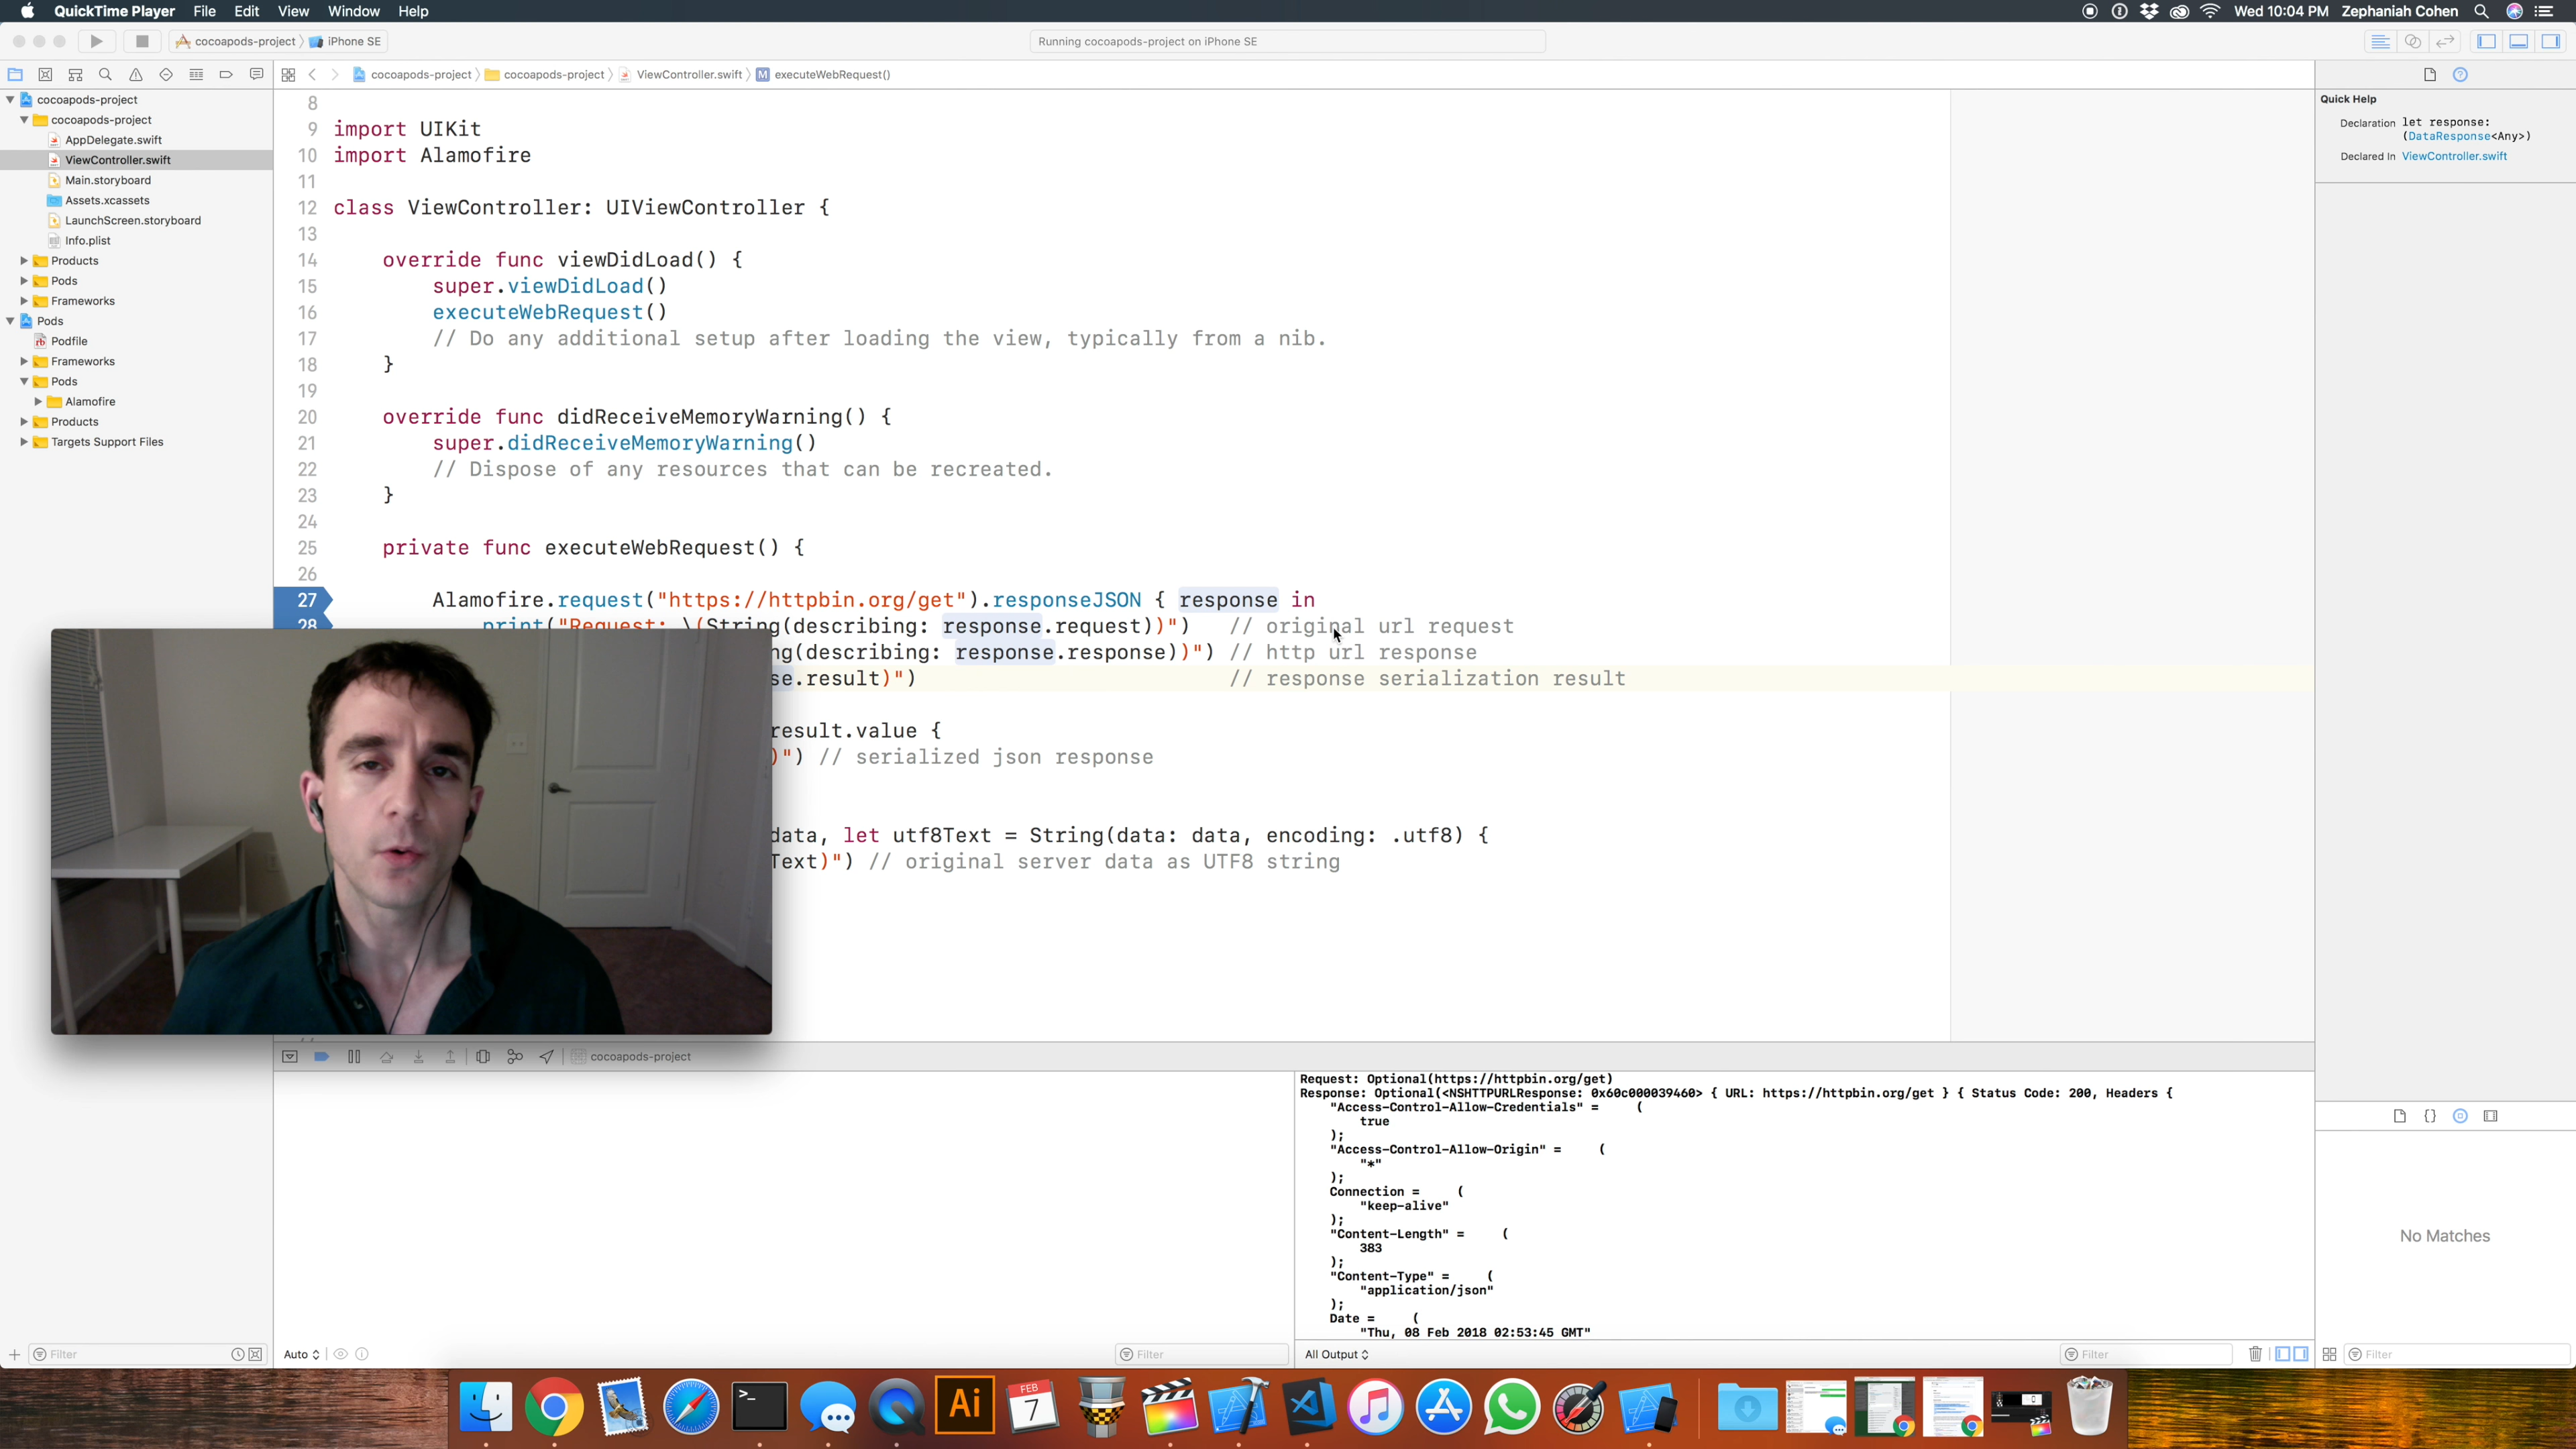 QuickTime Player File Edit View Window Help
Wed 10:04 PM Zephaniah Cohen
cocoapods-project iPhone SE
Running cocoapods-project on iPhone SE
cocoapods-project cocoapods-project ViewController.swift M executeWebRequest()
cocoapods-project
cocoapods-project
AppDelegate.swift
ViewController.swift
Main.storyboard
Assets.xcassets
LaunchScreen.storyboard
Info.plist
Products
Pods
Frameworks
Pods
Podfile
Frameworks
Pods
Alamofire
Products
Targets Support Files
8
9 import UIKit
10 import Alamofire
11
12 class ViewController: UIViewController {
13
14 override func viewDidLoad() {
15 super.viewDidLoad()
16 executeWebRequest()
17 // Do any additional setup after loading the view, typically from a nib.
18 }
19
20 override func didReceiveMemoryWarning() {
21 super.didReceiveMemoryWarning()
22 // Dispose of any resources that can be recreated.
23 }
24
25 private func executeWebRequest() {
26
27 Alamofire.request("https://httpbin.org/get").responseJSON { response in
28 print("Request: \(String(describing: response.request))") // original url request
ng(describing: response.response))") // http url response
se.result)") // response serialization result
result.value {
)") // serialized json response
data, let utf8Text = String(data: data, encoding: .utf8) {
Text)") // original server data as UTF8 string
Quick Help
Declaration let response:
(DataResponse<Any>)
Declared In ViewController.swift
cocoapods-project
Request: Optional(https://httpbin.org/get)
Response: Optional(<NSHTTPURLResponse: 0x60c000039460> { URL: https://httpbin.org/get } { Status Code: 200, Headers {
"Access-Control-Allow-Credentials" = (
true
);
"Access-Control-Allow-Origin" = (
"*"
);
Connection = (
"keep-alive"
);
"Content-Length" = (
383
);
"Content-Type" = (
"application/json"
);
Date = (
"Thu, 08 Feb 2018 02:53:45 GMT"
No Matches
Filter
Auto
Filter
All Output
Filter
Filter
Ai
FEB
7